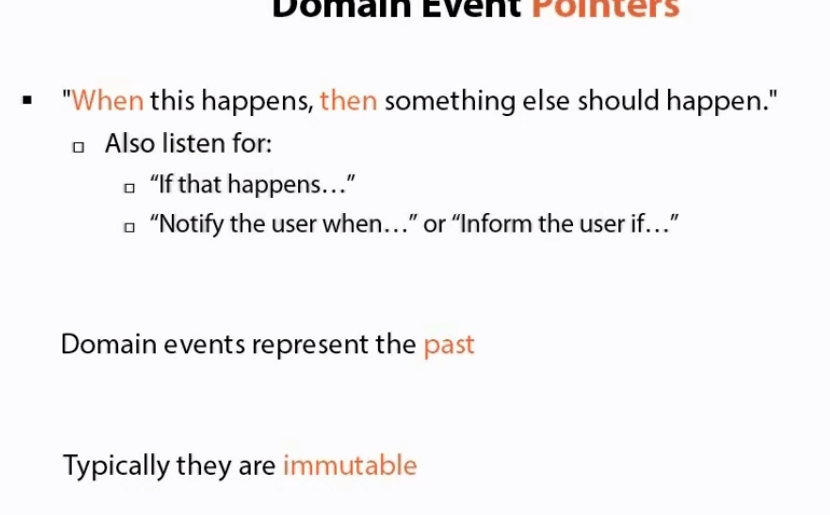 Domain Event Pointers
▪ "When this happens, then something else should happen."
▫ Also listen for:
▫ “If that happens…”
▫ “Notify the user when…” or “Inform the user if…”
Domain events represent the past
Typically they are immutable